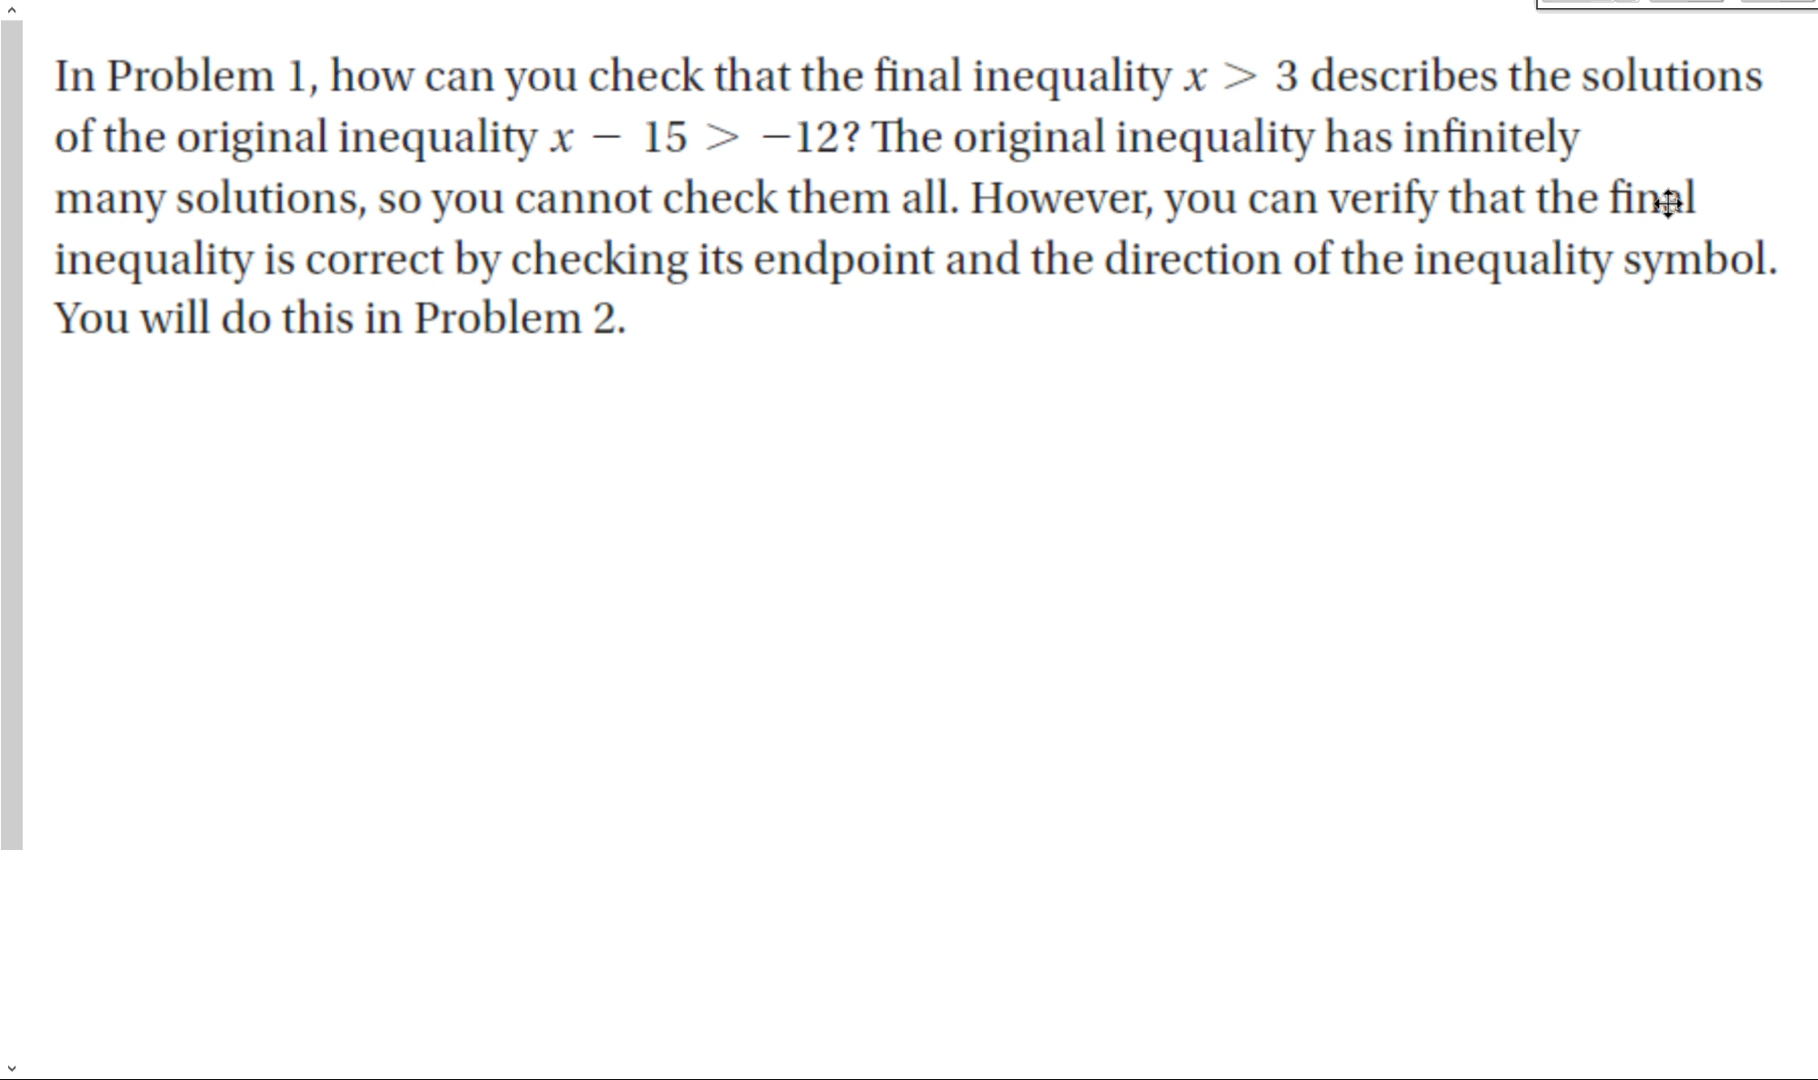 In Problem 1, how can you check that the final inequality x > 3 describes the solutions
of the original inequality x − 15 > −12? The original inequality has infinitely
many solutions, so you cannot check them all. However, you can verify that the final
inequality is correct by checking its endpoint and the direction of the inequality symbol.
You will do this in Problem 2.